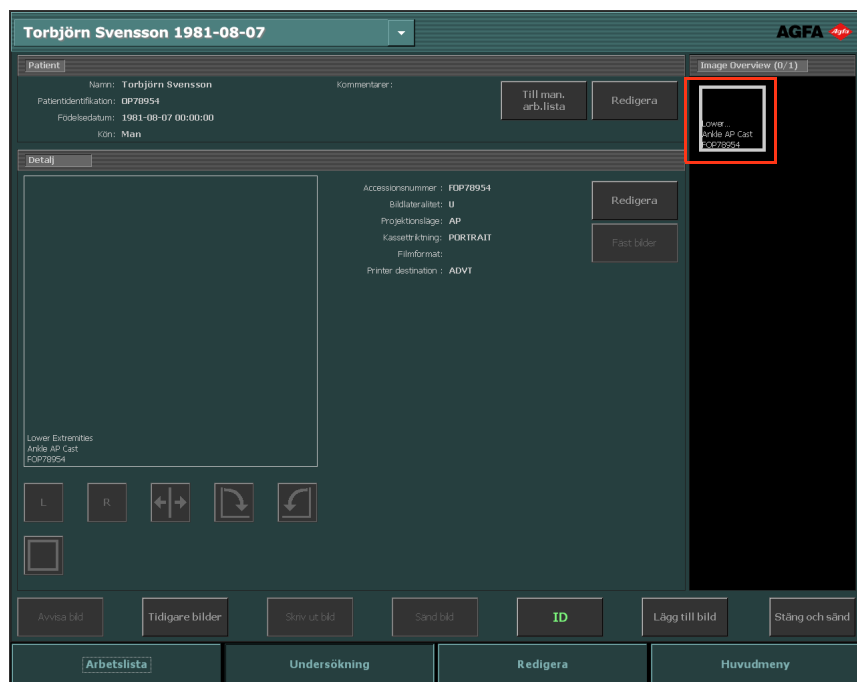 Torbjörn Svensson 1981-08-07
AGFA Agfa
Patient
Namn: Torbjörn Svensson
Patientidentifikation: OP78954
Födelsedatum: 1981-08-07 00:00:00
Kön: Man
Kommentarer:
Till man.
arb.lista
Redigera
Image Overview (0/1)
Lower...
Ankle AP Cast
FOP78954
Detalj
Accessionsnummer : FOP78954
Bildlateralitet: U
Projektionsläge: AP
Kassettriktning: PORTRAIT
Filmformat:
Printer destination : ADVT
Redigera
Fäst bilder
Lower Extremities
Ankle AP Cast
FOP78954
L
R
Avvisa bild
Tidigare bilder
Skriv ut bild
Sänd bild
ID
Lägg till bild
Stäng och sänd
Arbetslista
Undersökning
Redigera
Huvudmeny